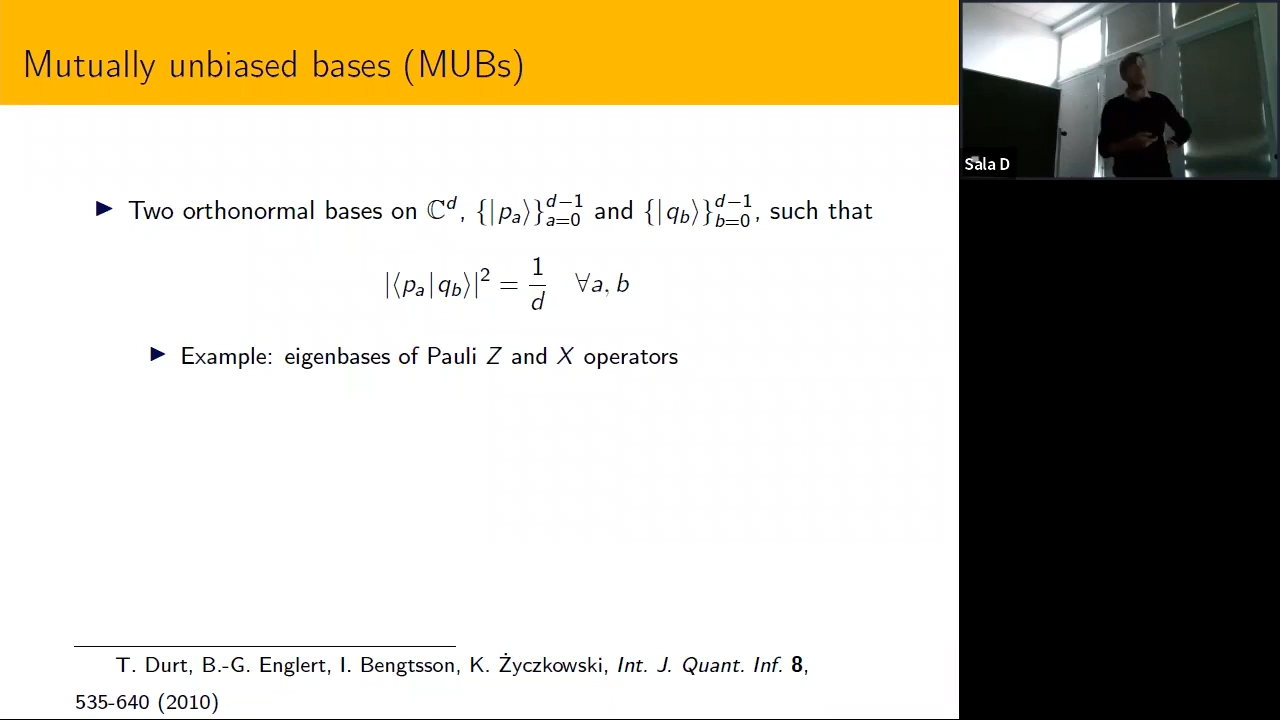 Mutually unbiased bases (MUBs)
Sala D
▶ Two orthonormal bases on ℂ^d, {|p_a⟩}_{a=0}^{d−1} and {|q_b⟩}_{b=0}^{d−1}, such that
|⟨p_a|q_b⟩|^2 = 1/d ∀a, b
▶ Example: eigenbases of Pauli Z and X operators
T. Durt, B.-G. Englert, I. Bengtsson, K. Życzkowski, Int. J. Quant. Inf. 8,
535-640 (2010)